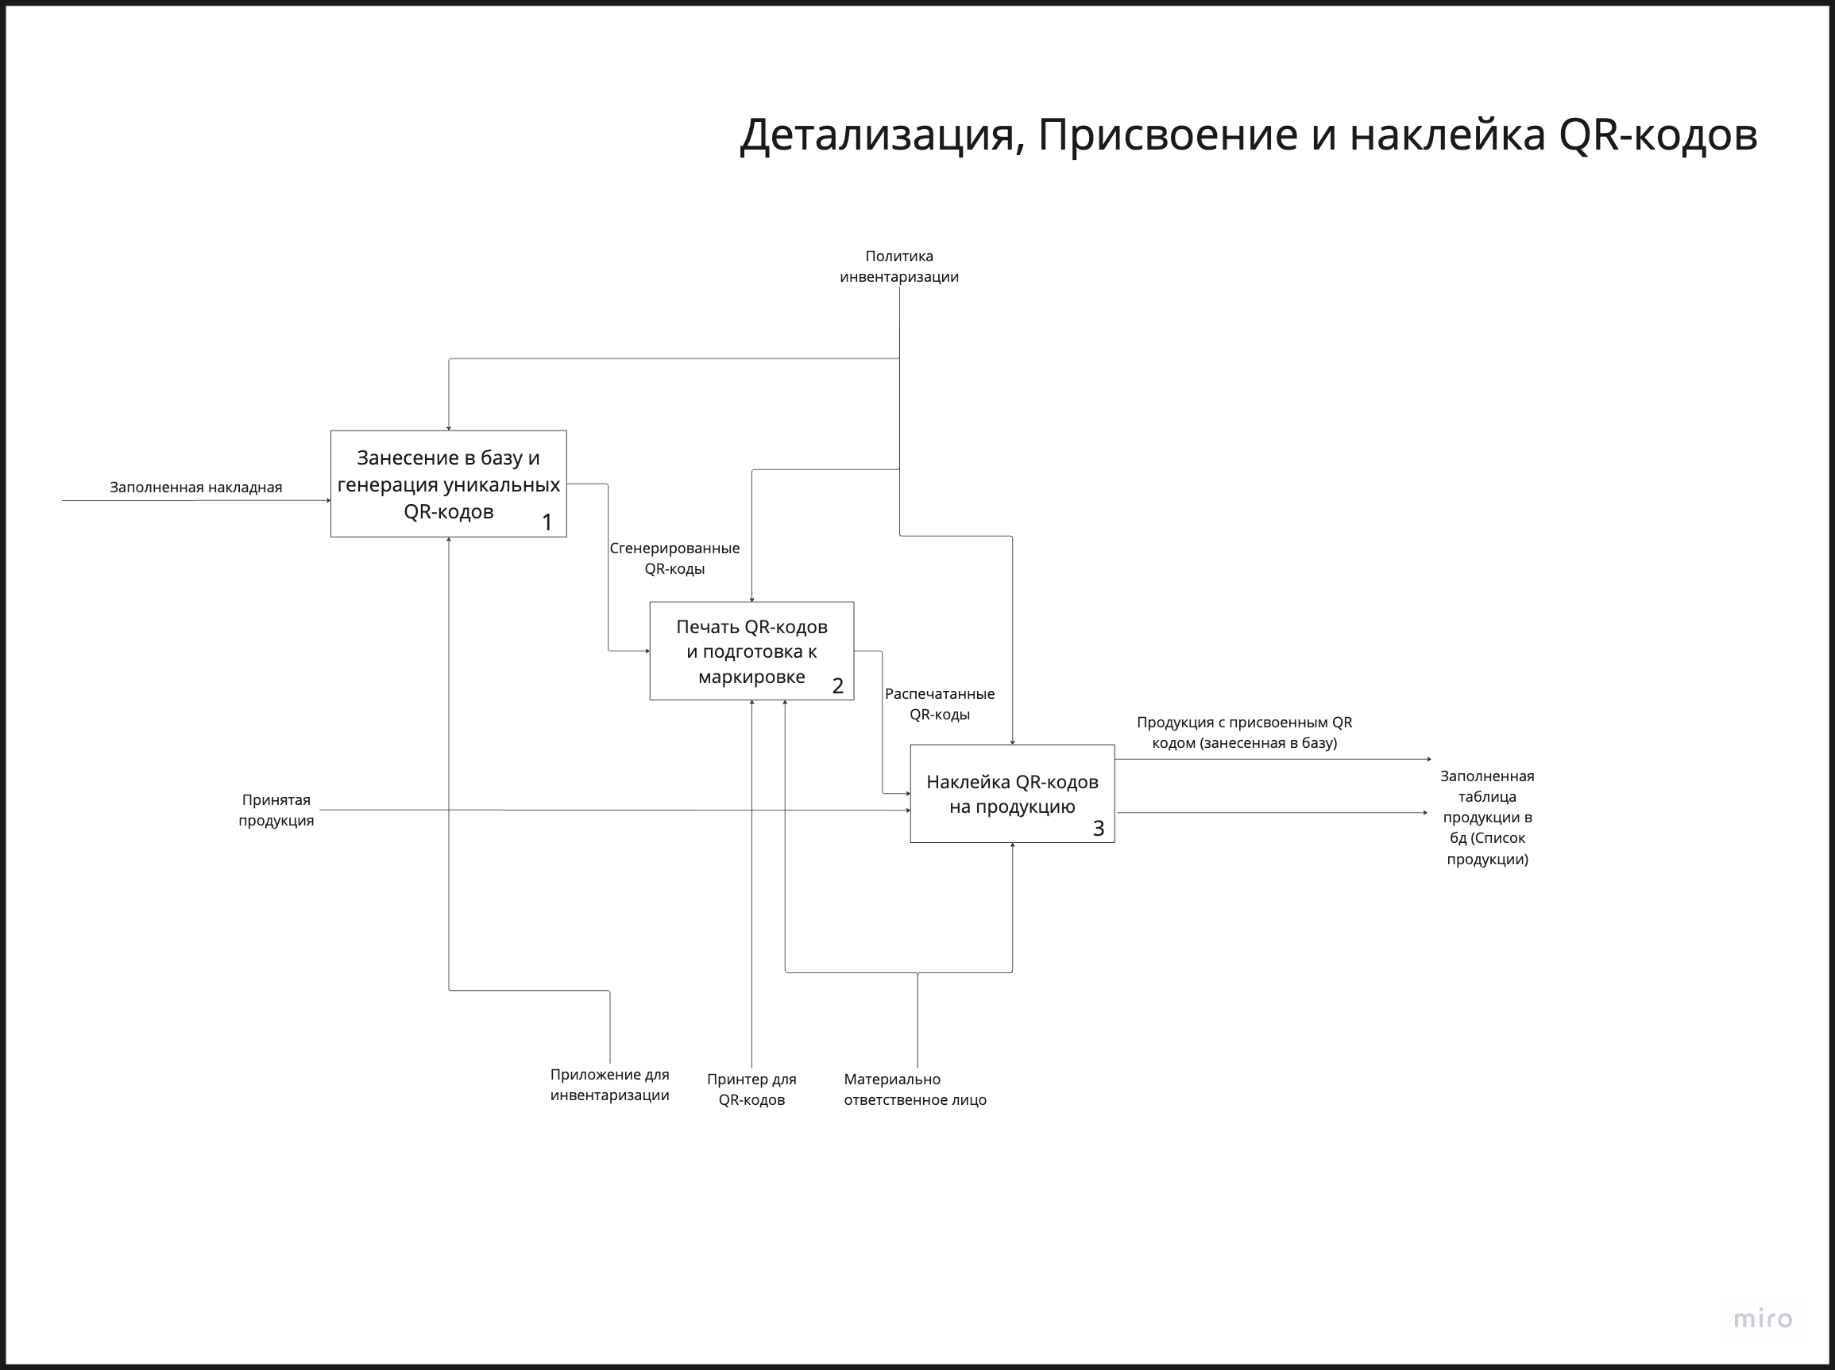 Детализация, Присвоение и наклейка QR-кодов
Политика
инвентаризации
Занесение в базу и
генерация уникальных
QR-кодов
1
Заполненная накладная
Сгенерированные
QR-коды
Печать QR-кодов
и подготовка к
маркировке
2
Распечатанные
QR-коды
Продукция с присвоенным QR
кодом (занесенная в базу)
Наклейка QR-кодов
на продукцию
3
Заполненная
таблица
продукции в
бд (Список
продукции)
Принятая
продукция
Приложение для
инвентаризации
Принтер для
QR-кодов
Материально
ответственное лицо
miro